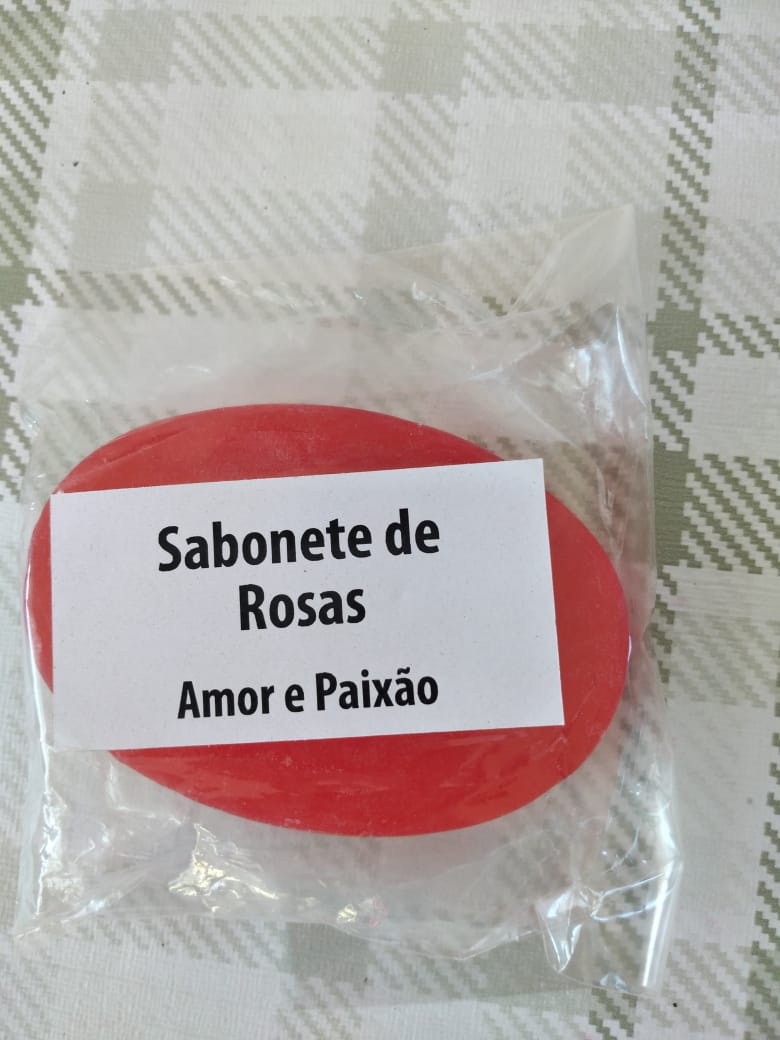 Sabonete de
Rosas
Amor e Paixão